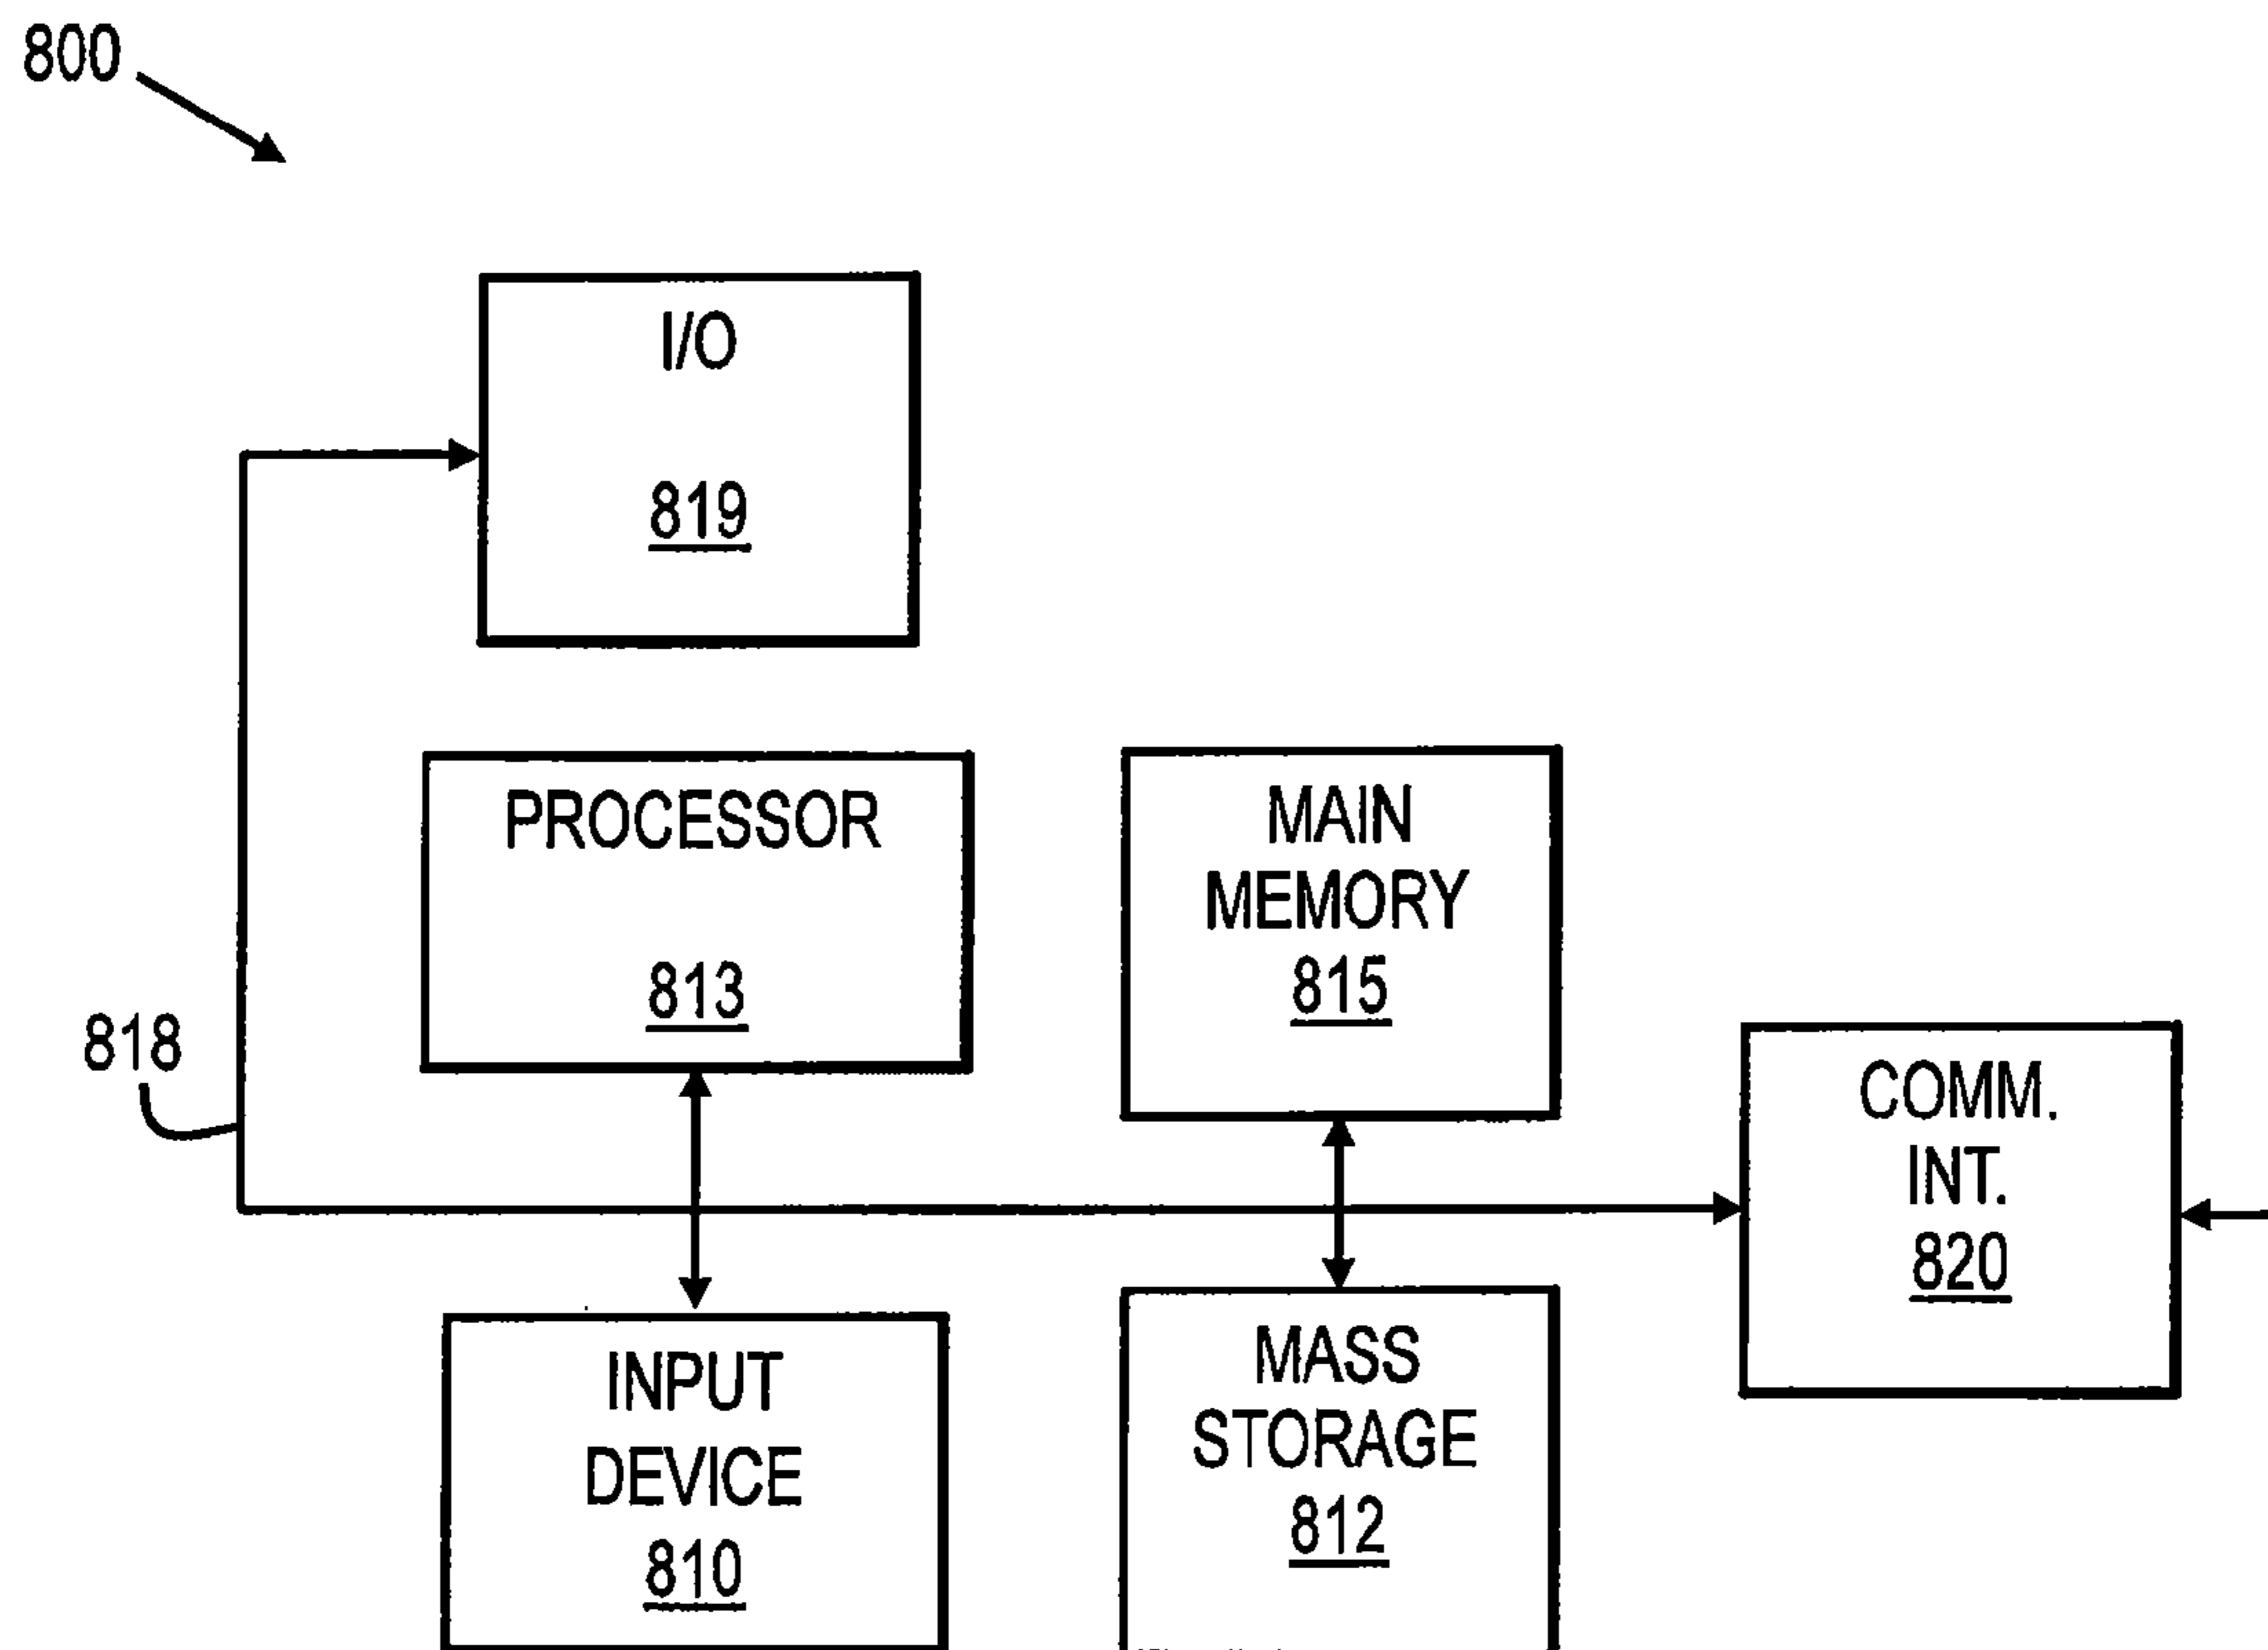 800
I/O
819
PROCESSOR
813
MAIN
MEMORY
815
818
COMM.
INT.
820
INPUT
DEVICE
810
MASS
STORAGE
812